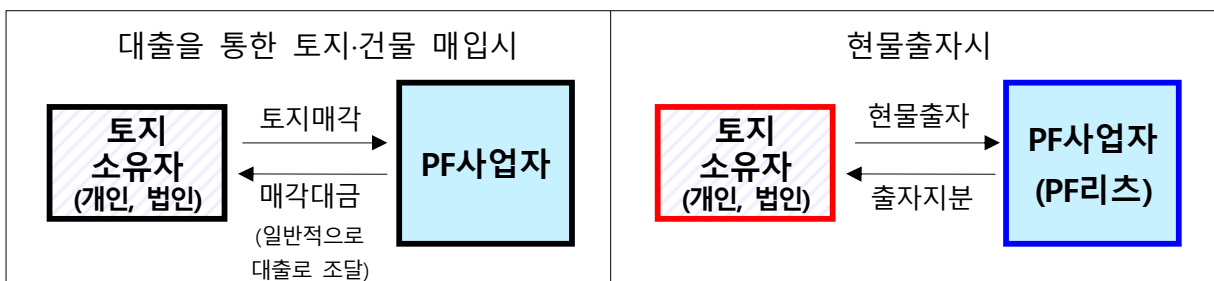 대출을 통한 토지·건물 매입시
토지
소유자
(개인, 법인)
토지매각
매각대금
(일반적으로
대출로 조달)
PF사업자
현물출자시
토지
소유자
(개인, 법인)
현물출자
출자지분
PF사업자
(PF리츠)